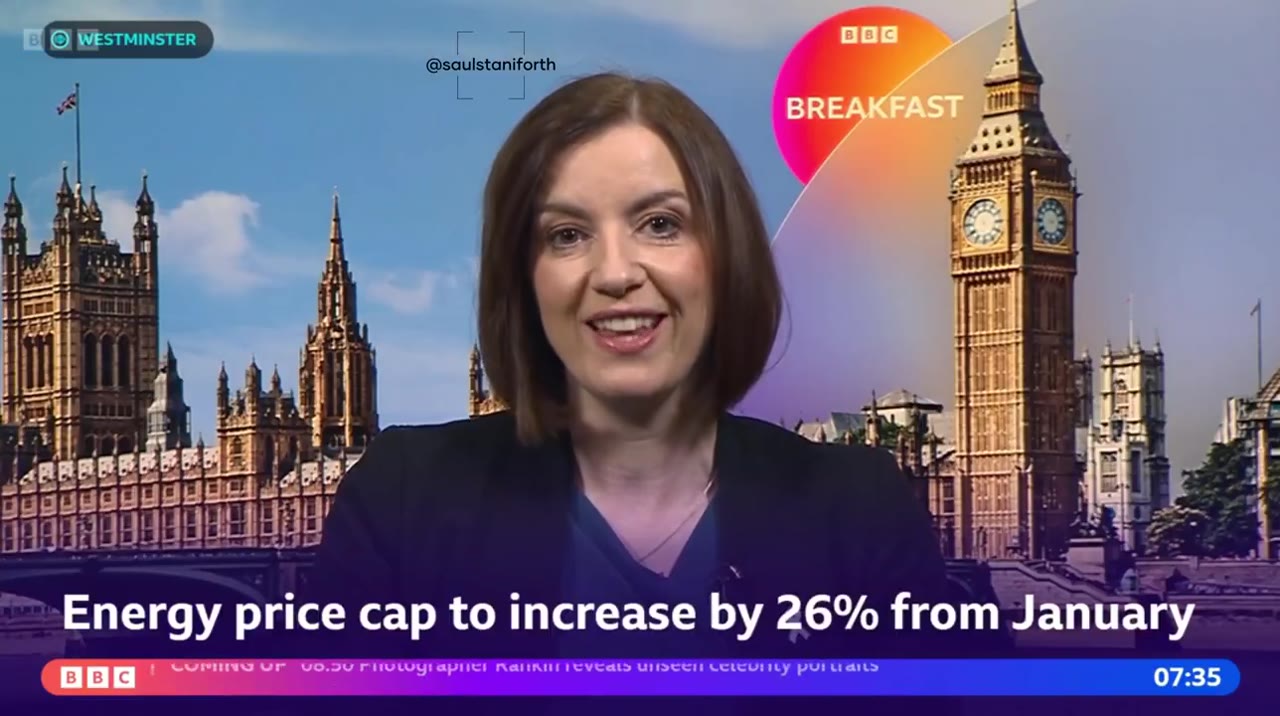 BBC
WESTMINSTER
@saulstaniforth
BBC
BREAKFAST
Energy price cap to increase by 26% from January
BBC
COMING UP 08.50 Photographer Rankin reveals unseen celebrity portraits
07:35